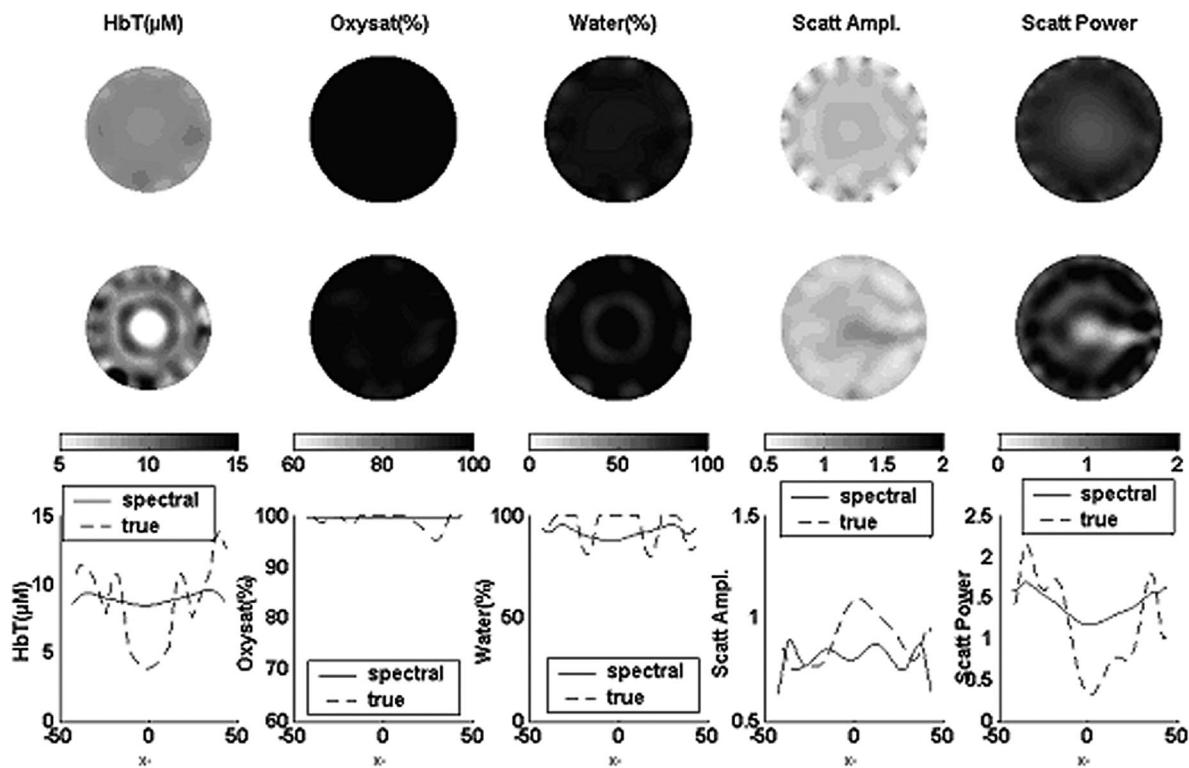 HbT(µM) Oxysat(%) Water(%) Scatt Ampl. Scatt Power
5 10 15 60 80 100 0 50 100 0.5 1 1.5 2 0 1 2
HbT(µM)
15
10
5
0
-50 0 50
spectral
true
Oxysat(%)
100
90
80
70
60
-50 0 50
spectral
true
Water(%)
100
50
0
-50 0 50
spectral
true
Scatt Ampl.
1.5
1
0.5
-50 0 50
spectral
true
Scatt Power
2.5
2
1.5
1
0.5
0
-50 0 50
spectral
true